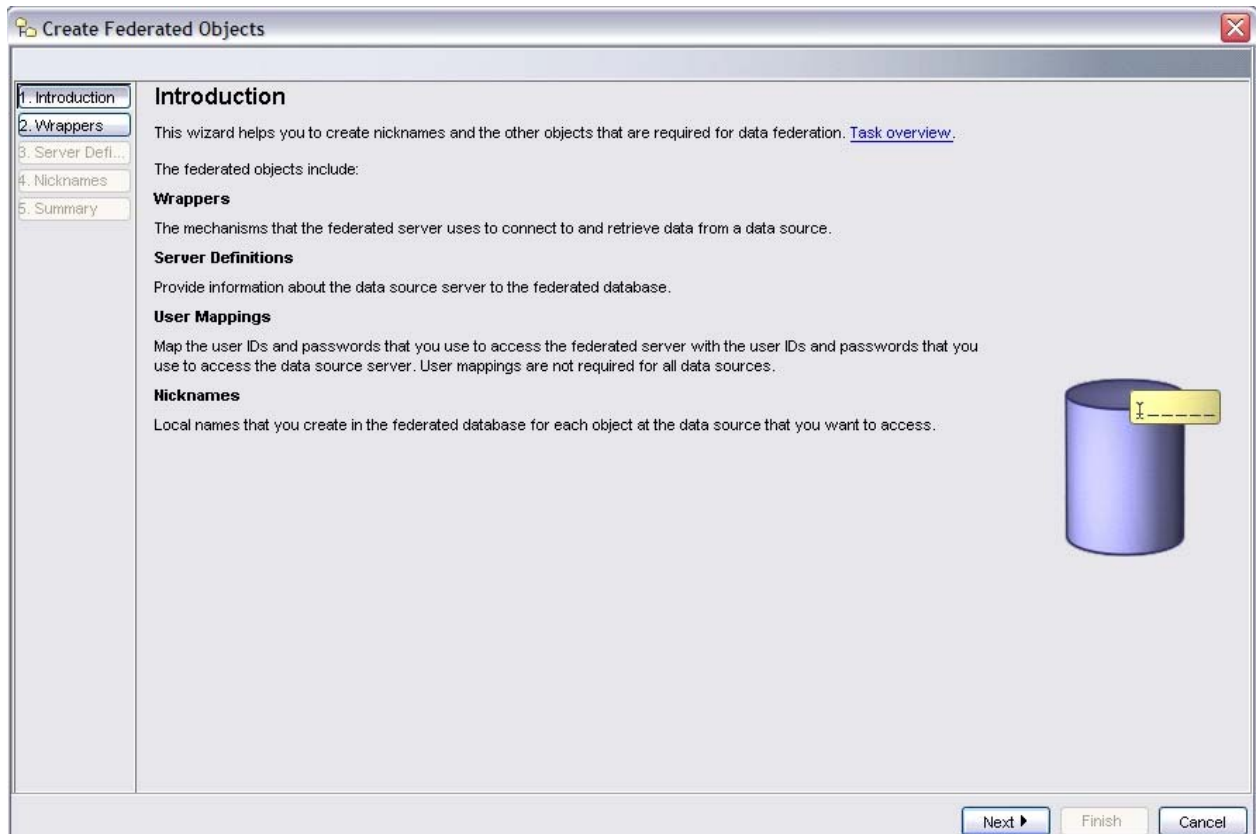 Create Federated Objects
1. Introduction
2. Wrappers
3. Server Defi...
4. Nicknames
5. Summary
Introduction
This wizard helps you to create nicknames and the other objects that are required for data federation. Task overview.
The federated objects include:
Wrappers
The mechanisms that the federated server uses to connect to and retrieve data from a data source.
Server Definitions
Provide information about the data source server to the federated database.
User Mappings
Map the user IDs and passwords that you use to access the federated server with the user IDs and passwords that you
use to access the data source server. User mappings are not required for all data sources.
Nicknames
Local names that you create in the federated database for each object at the data source that you want to access.
Next
Finish
Cancel